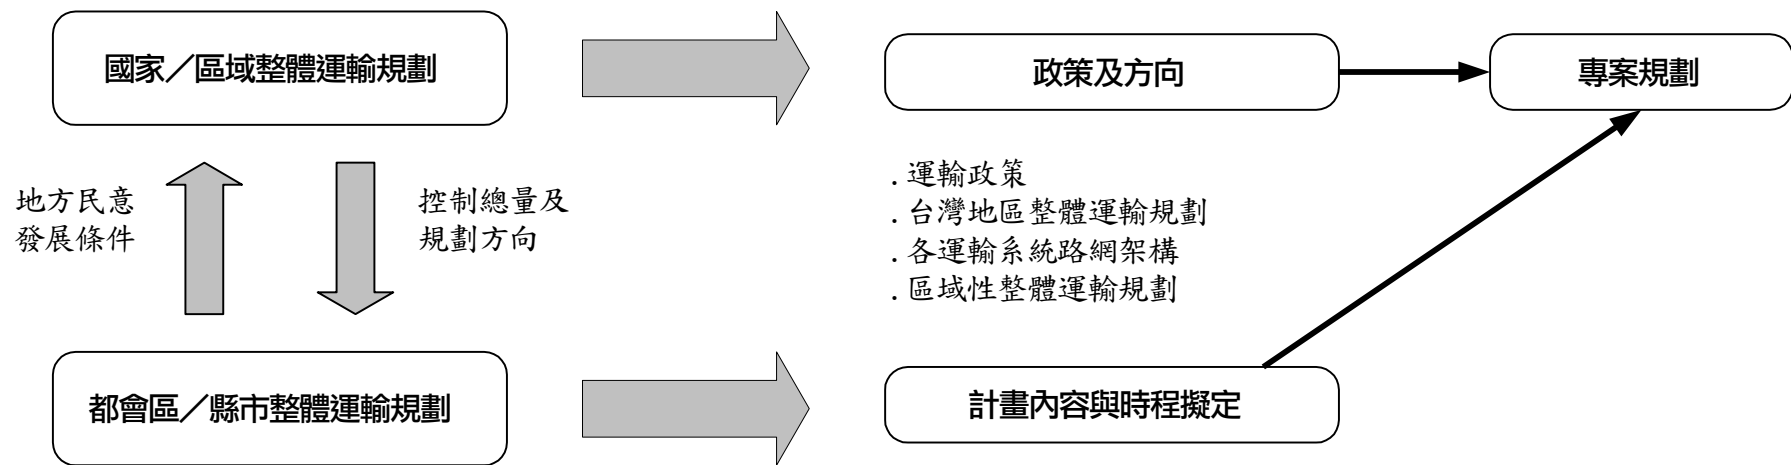 國家／區域整體運輸規劃
政策及方向
專案規劃
地方民意
發展條件
控制總量及
規劃方向
. 運輸政策
. 台灣地區整體運輸規劃
. 各運輸系統路網架構
. 區域性整體運輸規劃
都會區／縣市整體運輸規劃
計畫內容與時程擬定